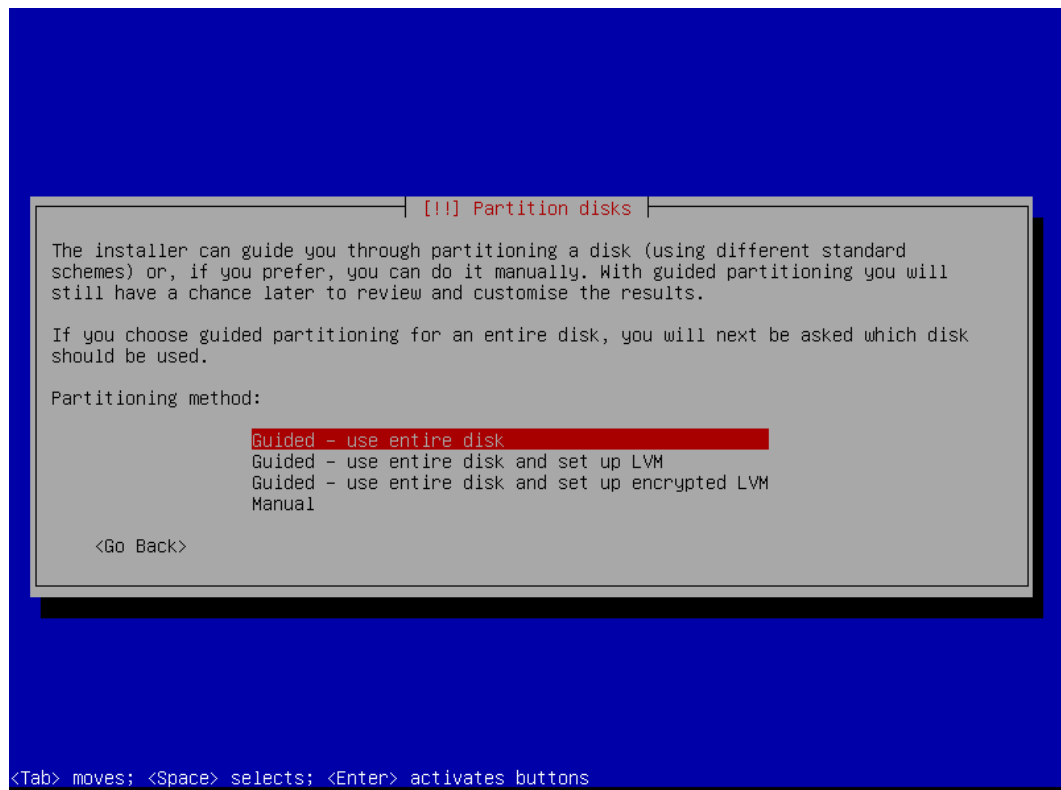 [!!] Partition disks
The installer can guide you through partitioning a disk (using different standard
schemes) or, if you prefer, you can do it manually. With guided partitioning you will
still have a chance later to review and customise the results.
If you choose guided partitioning for an entire disk, you will next be asked which disk
should be used.
Partitioning method:
Guided – use entire disk
Guided – use entire disk and set up LVM
Guided – use entire disk and set up encrypted LVM
Manual
<Go Back>
<Tab> moves; <Space> selects; <Enter> activates buttons